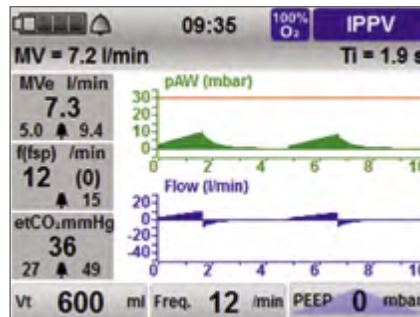 09:35 100% O₂ IPPV
MV = 7.2 l/min Ti = 1.9 s
MVe l/min
7.3
5.0 9.4
f(fsp) /min
12 (0)
15
etCO₂mmHg
36
27 49
pAW (mbar)
30
20
10
0
0 2 4 6 8 10
Flow (l/min)
20
0
-20
-40
0 2 4 6 8 10
Vt 600 ml Freq. 12 /min PEEP 0 mbar